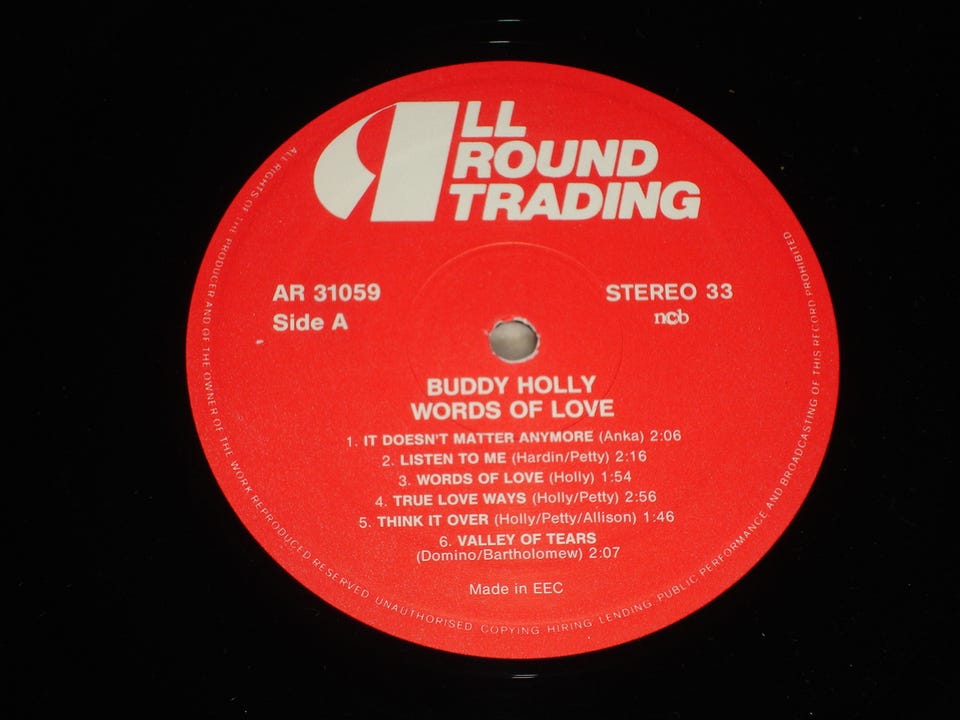 ALL
ROUND
TRADING
AR 31059
Side A
STEREO 33
ncb
BUDDY HOLLY
WORDS OF LOVE
1. IT DOESN'T MATTER ANYMORE (Anka) 2:06
2. LISTEN TO ME (Hardin/Petty) 2:16
3. WORDS OF LOVE (Holly) 1:54
4. TRUE LOVE WAYS (Holly/Petty) 2:56
5. THINK IT OVER (Holly/Petty/Allison) 1:46
6. VALLEY OF TEARS
(Domino/Bartholomew) 2:07
Made in EEC
ALL RIGHTS OF THE PRODUCER AND OF THE OWNER OF THE WORK REPRODUCED RESERVED UNAUTHORISED COPYING HIRING LENDING PUBLIC PERFORMANCE AND BROADCASTING OF THIS RECORD PROHIBITED